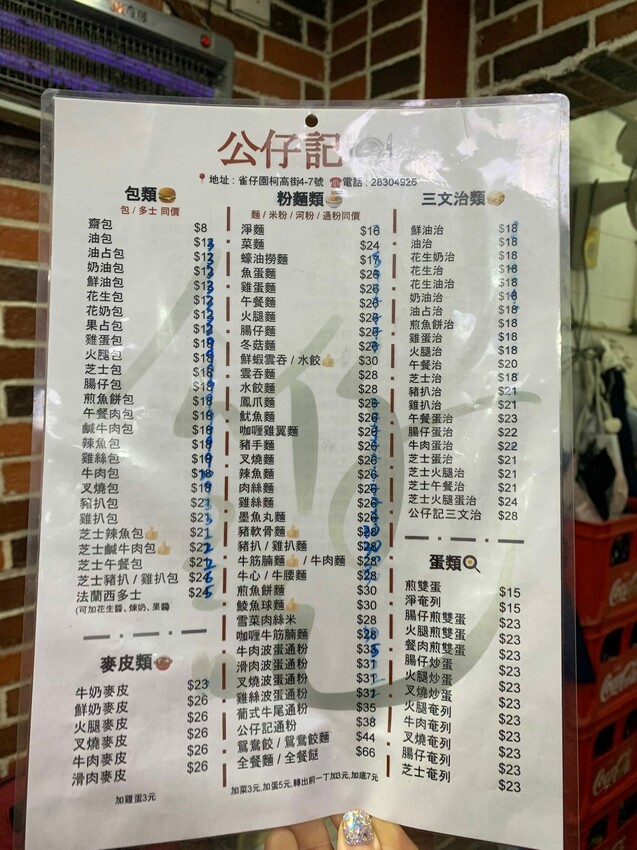 公仔記
地址 : 雀仔園柯高街4-7號 電話 : 28304925
包類
包 / 多士 同價
齋包 $8
油包
油占包
奶油包
鮮油包
花生包
花奶包
果占包
雞蛋包
火腿包
芝士包
腸仔包
煎魚餅包
午餐肉包
鹹牛肉包
辣魚包
雞絲包
牛肉包
叉燒包
豬扒包
雞扒包
芝士辣魚包 $21
芝士鹹牛肉包
芝士午餐包
芝士豬扒 / 雞扒包
法蘭西多士
(可加花生醬、煉奶、果醬)
麥皮類
牛奶麥皮 $23
鮮奶麥皮 $26
火腿麥皮 $26
叉燒麥皮 $26
牛肉麥皮 $26
滑肉麥皮 $26
加雞蛋3元
粉麵類
麵 / 米粉 / 河粉 / 通粉同價
淨麵
菜麵 $24
蠔油撈麵
魚蛋麵
雞蛋麵
午餐麵
火腿麵
腸仔麵
冬菇麵
鮮蝦雲吞 / 水餃 $30
雲吞麵 $28
水餃麵 $28
鳳爪麵
魷魚麵
咖喱雞翼麵
豬手麵
叉燒麵
辣魚麵
肉絲麵
雞絲麵
墨魚丸麵
豬軟骨麵
豬扒 / 雞扒麵
牛筋腩麵 / 牛肉麵
牛心 / 牛腰麵 $28
煎魚餅麵 $30
鯪魚球麵 $30
雪菜肉絲米 $28
咖喱牛筋腩麵
牛肉波蛋通粉
滑肉波蛋通粉
叉燒波蛋通粉
雞絲波蛋通粉
葡式牛尾通粉 $35
公仔記通粉 $38
鴛鴦餃 / 鴛鴦餃麵 $44
全餐麵 / 全餐餸 $66
加菜3元,加蛋5元,轉出前一丁加3元,加底7元
三文治類
鮮油治 $18
油治 $18
花生奶治 $18
花生治 $18
花生油治 $18
奶油治 $18
油占治 $18
煎魚餅治 $18
雞蛋治 $18
火腿治 $18
午餐治 $20
芝士治 $18
豬扒治 $21
雞扒治 $21
午餐蛋治 $23
腸仔蛋治 $22
牛肉蛋治 $22
芝士蛋治 $21
芝士火腿治 $21
芝士午餐治 $21
芝士火腿蛋治 $24
公仔記三文治 $28
蛋類
煎雙蛋 $15
淨奄列 $15
腸仔煎雙蛋 $23
火腿煎雙蛋 $23
餐肉煎雙蛋 $23
腸仔炒蛋 $23
火腿炒蛋 $23
叉燒炒蛋 $23
火腿奄列 $23
牛肉奄列 $23
叉燒奄列 $23
腸仔奄列 $23
芝士奄列 $23